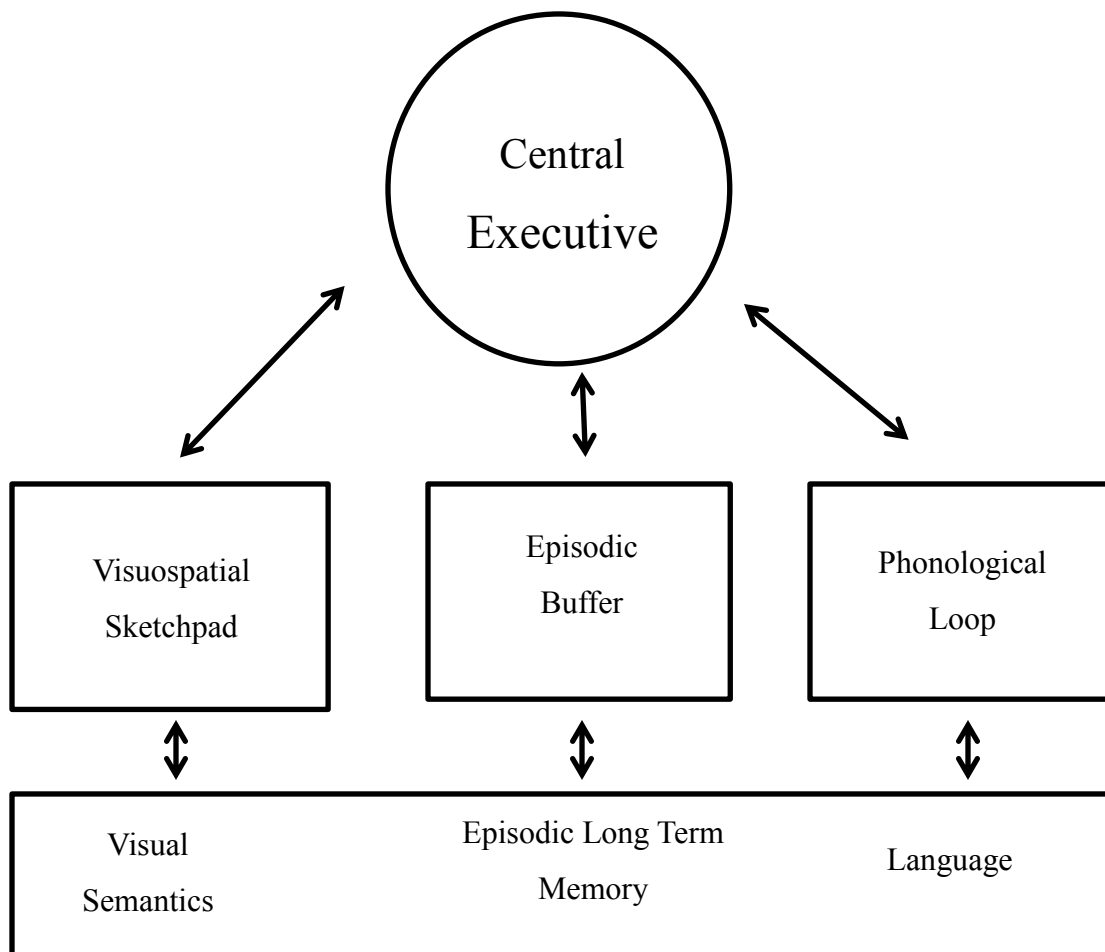 Central
Executive
Visuospatial
Sketchpad
Episodic
Buffer
Phonological
Loop
Visual
Semantics
Episodic Long Term
Memory
Language